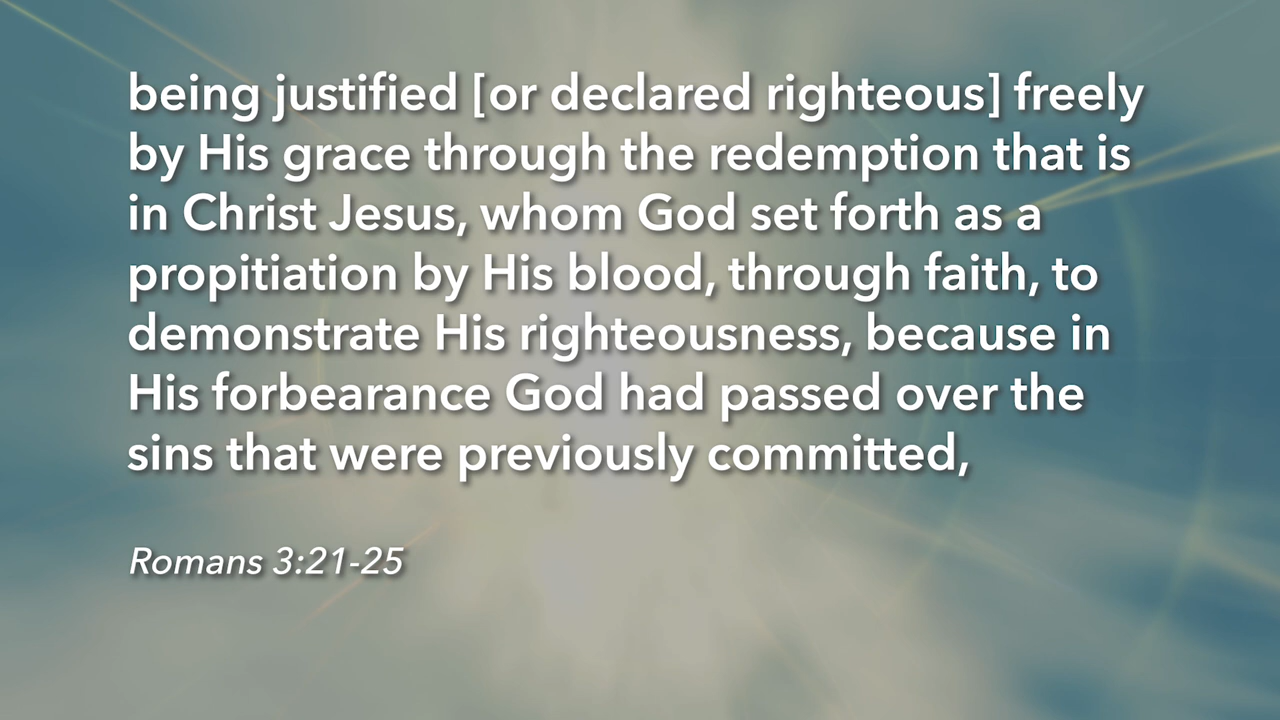 being justified [or declared righteous] freely
by His grace through the redemption that is
in Christ Jesus, whom God set forth as a
propitiation by His blood, through faith, to
demonstrate His righteousness, because in
His forbearance God had passed over the
sins that were previously committed,
Romans 3:21-25